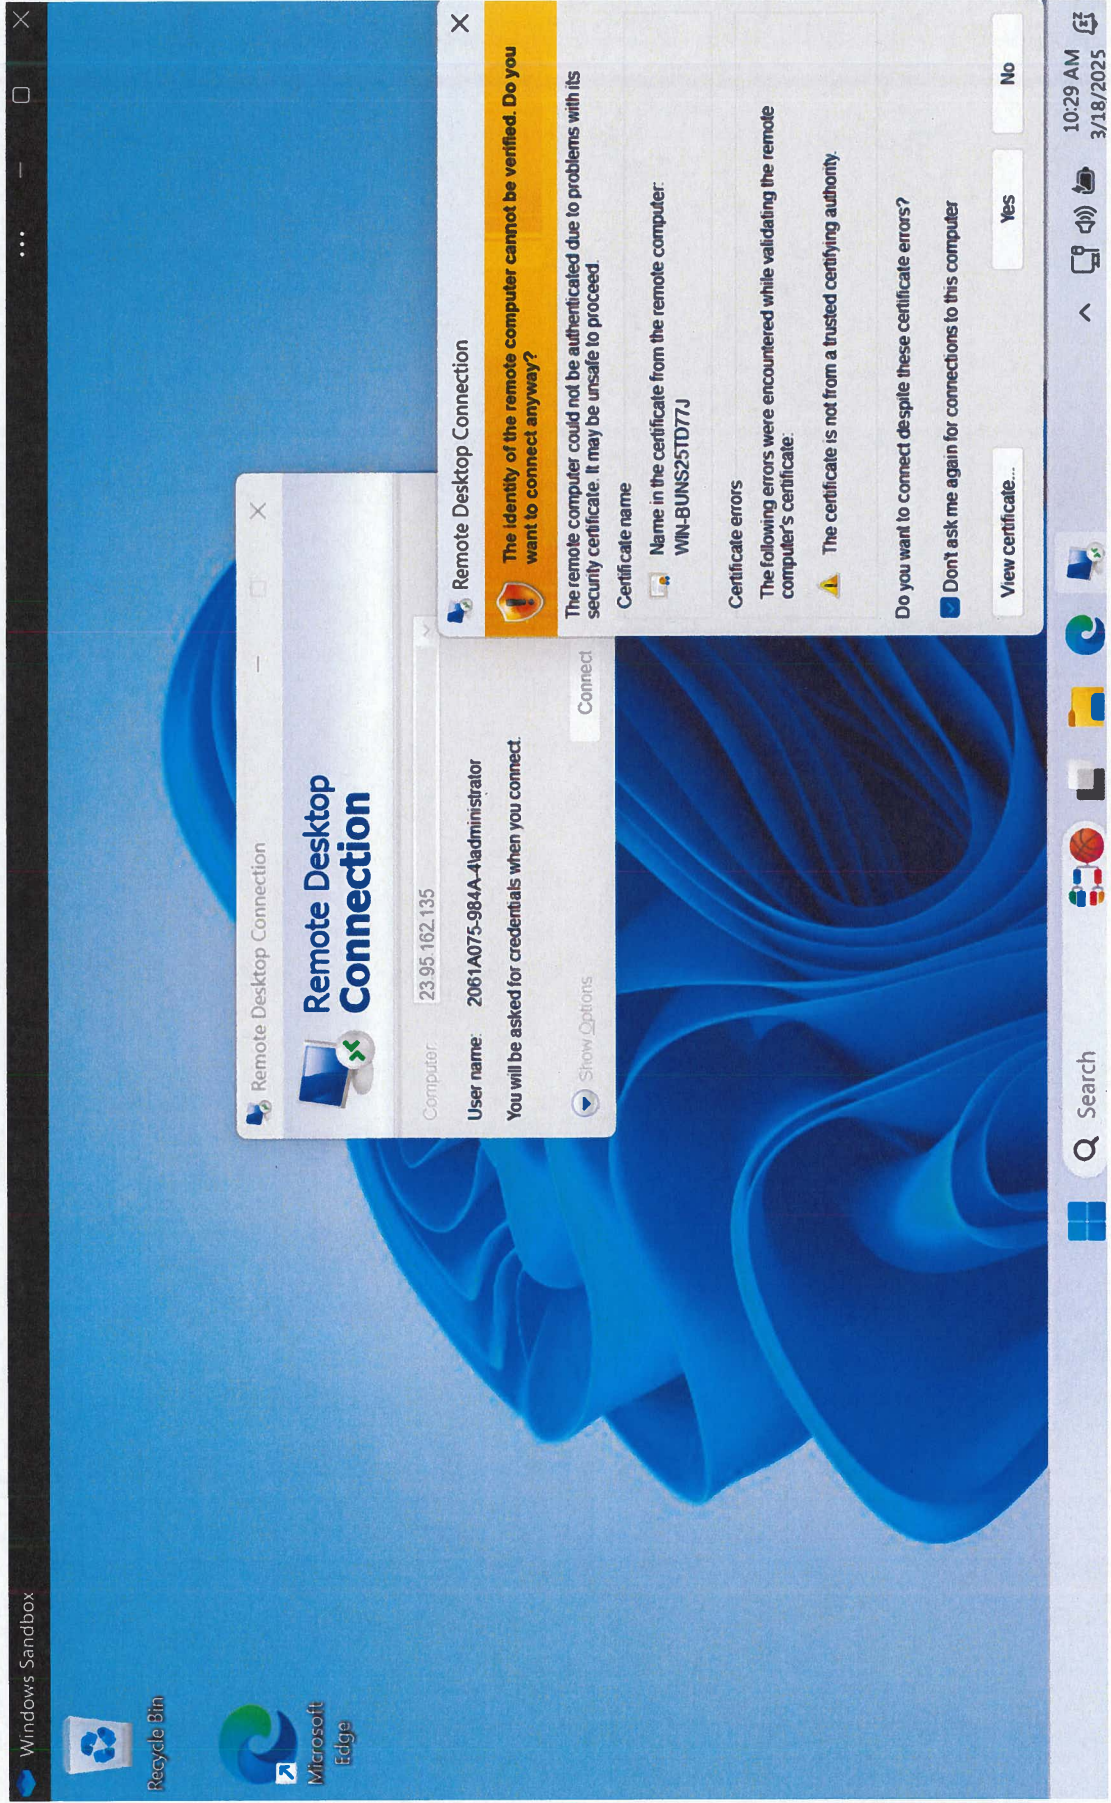 Windows Sandbox
Recycle Bin
Microsoft
Edge
Remote Desktop Connection
Remote Desktop
Connection
Computer:
23.95.162.135
User name:
2061A075-984A-4\administrator
You will be asked for credentials when you connect.
Show Options
Connect
Remote Desktop Connection
The identity of the remote computer cannot be verified. Do you
want to connect anyway?
The remote computer could not be authenticated due to problems with its
security certificate. It may be unsafe to proceed.
Certificate name
Name in the certificate from the remote computer:
WIN-BUNS25TD77J
Certificate errors
The following errors were encountered while validating the remote
computer's certificate:
The certificate is not from a trusted certifying authority.
Do you want to connect despite these certificate errors?
Don't ask me again for connections to this computer
View certificate...
Yes
No
Search
10:29 AM
3/18/2025